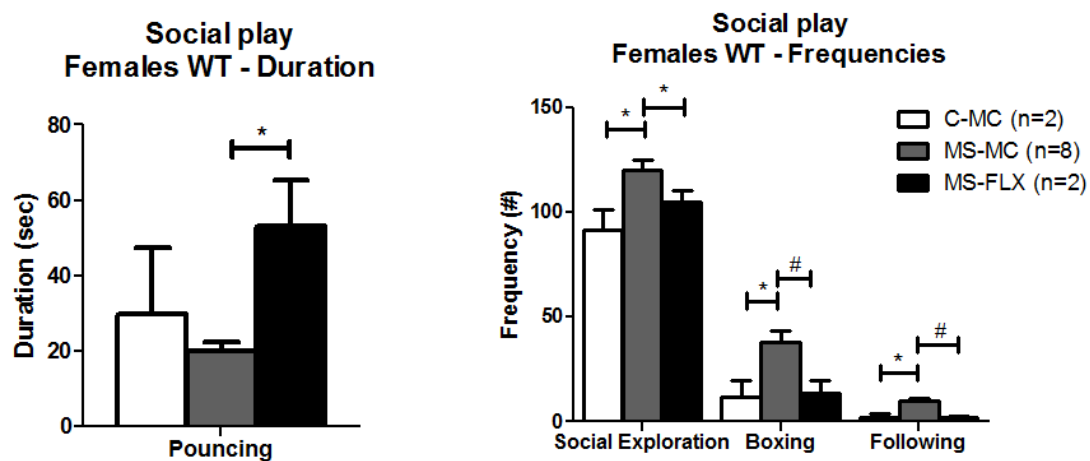 Social play
Females WT - Duration
80
60
40
20
0
Duration (sec)
*
Pouncing
Social play
Females WT - Frequencies
150
100
50
0
Frequency (#)
* *
* #
* #
C-MC (n=2)
MS-MC (n=8)
MS-FLX (n=2)
Social Exploration Boxing Following